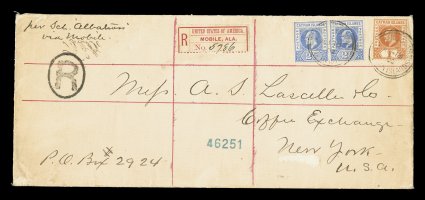 per Sch. "Albatross"
via Mobile
UNITED STATES OF AMERICA.
MOBILE, ALA.
R
No. 5786
CAYMAN ISLANDS
CAYMAN ISLANDS
CAYMAN ISLANDS
R
Messrs A. S. Lascelles & Co.
Coffee Exchange
46251
New York
P.O. Box # 2924
U.S.A.